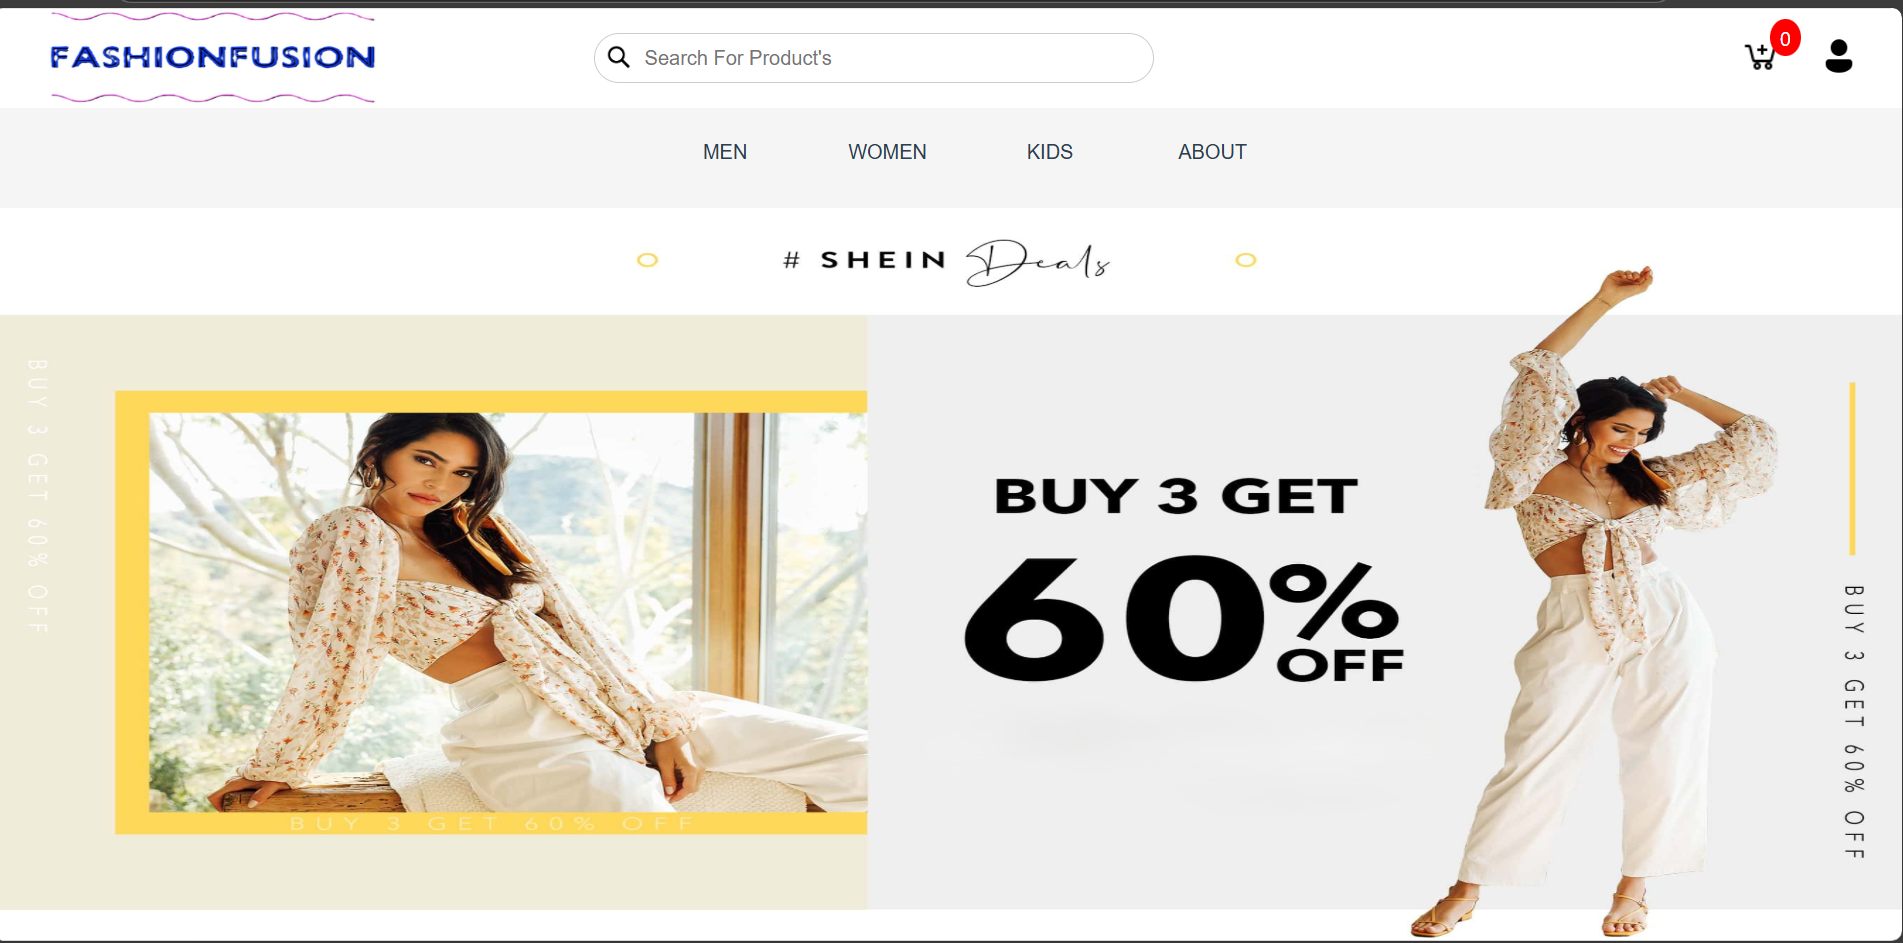 FASHIONFUSION
Search For Product's
0
MEN WOMEN KIDS ABOUT
# SHEIN Deals
BUY 3 GET 60% OFF
BUY 3 GET 60% OFF
BUY 3 GET
60%
OFF
BUY 3 GET 60% OFF